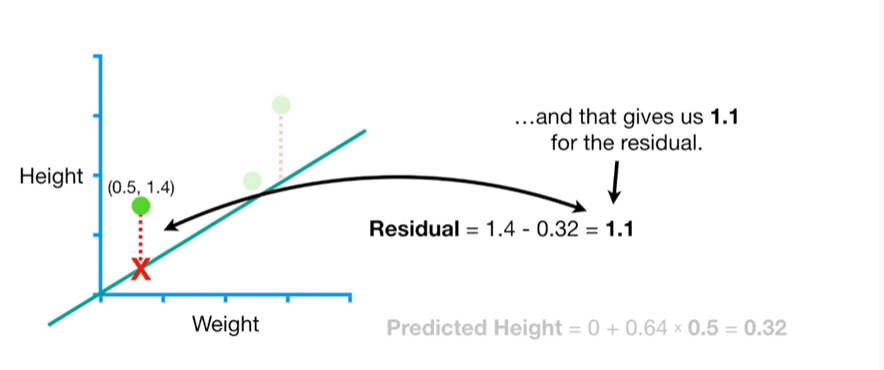 ...and that gives us 1.1
for the residual.
Height
(0.5, 1.4)
Residual = 1.4 - 0.32 = 1.1
X
Weight
Predicted Height = 0 + 0.64 × 0.5 = 0.32